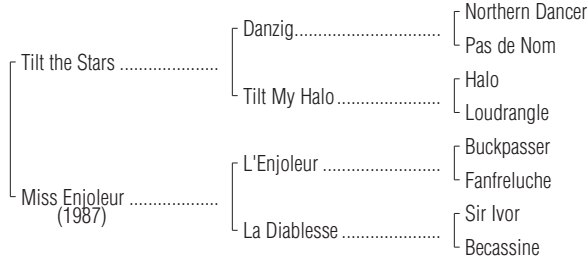 Northern Dancer
Danzig..............................
Pas de Nom
Tilt the Stars ....................
Halo
Tilt My Halo.....................
Loudrangle
Buckpasser
L'Enjoleur ........................
Fanfreluche
Miss Enjoleur ..................
(1987)
Sir Ivor
La Diablesse ....................
Becassine